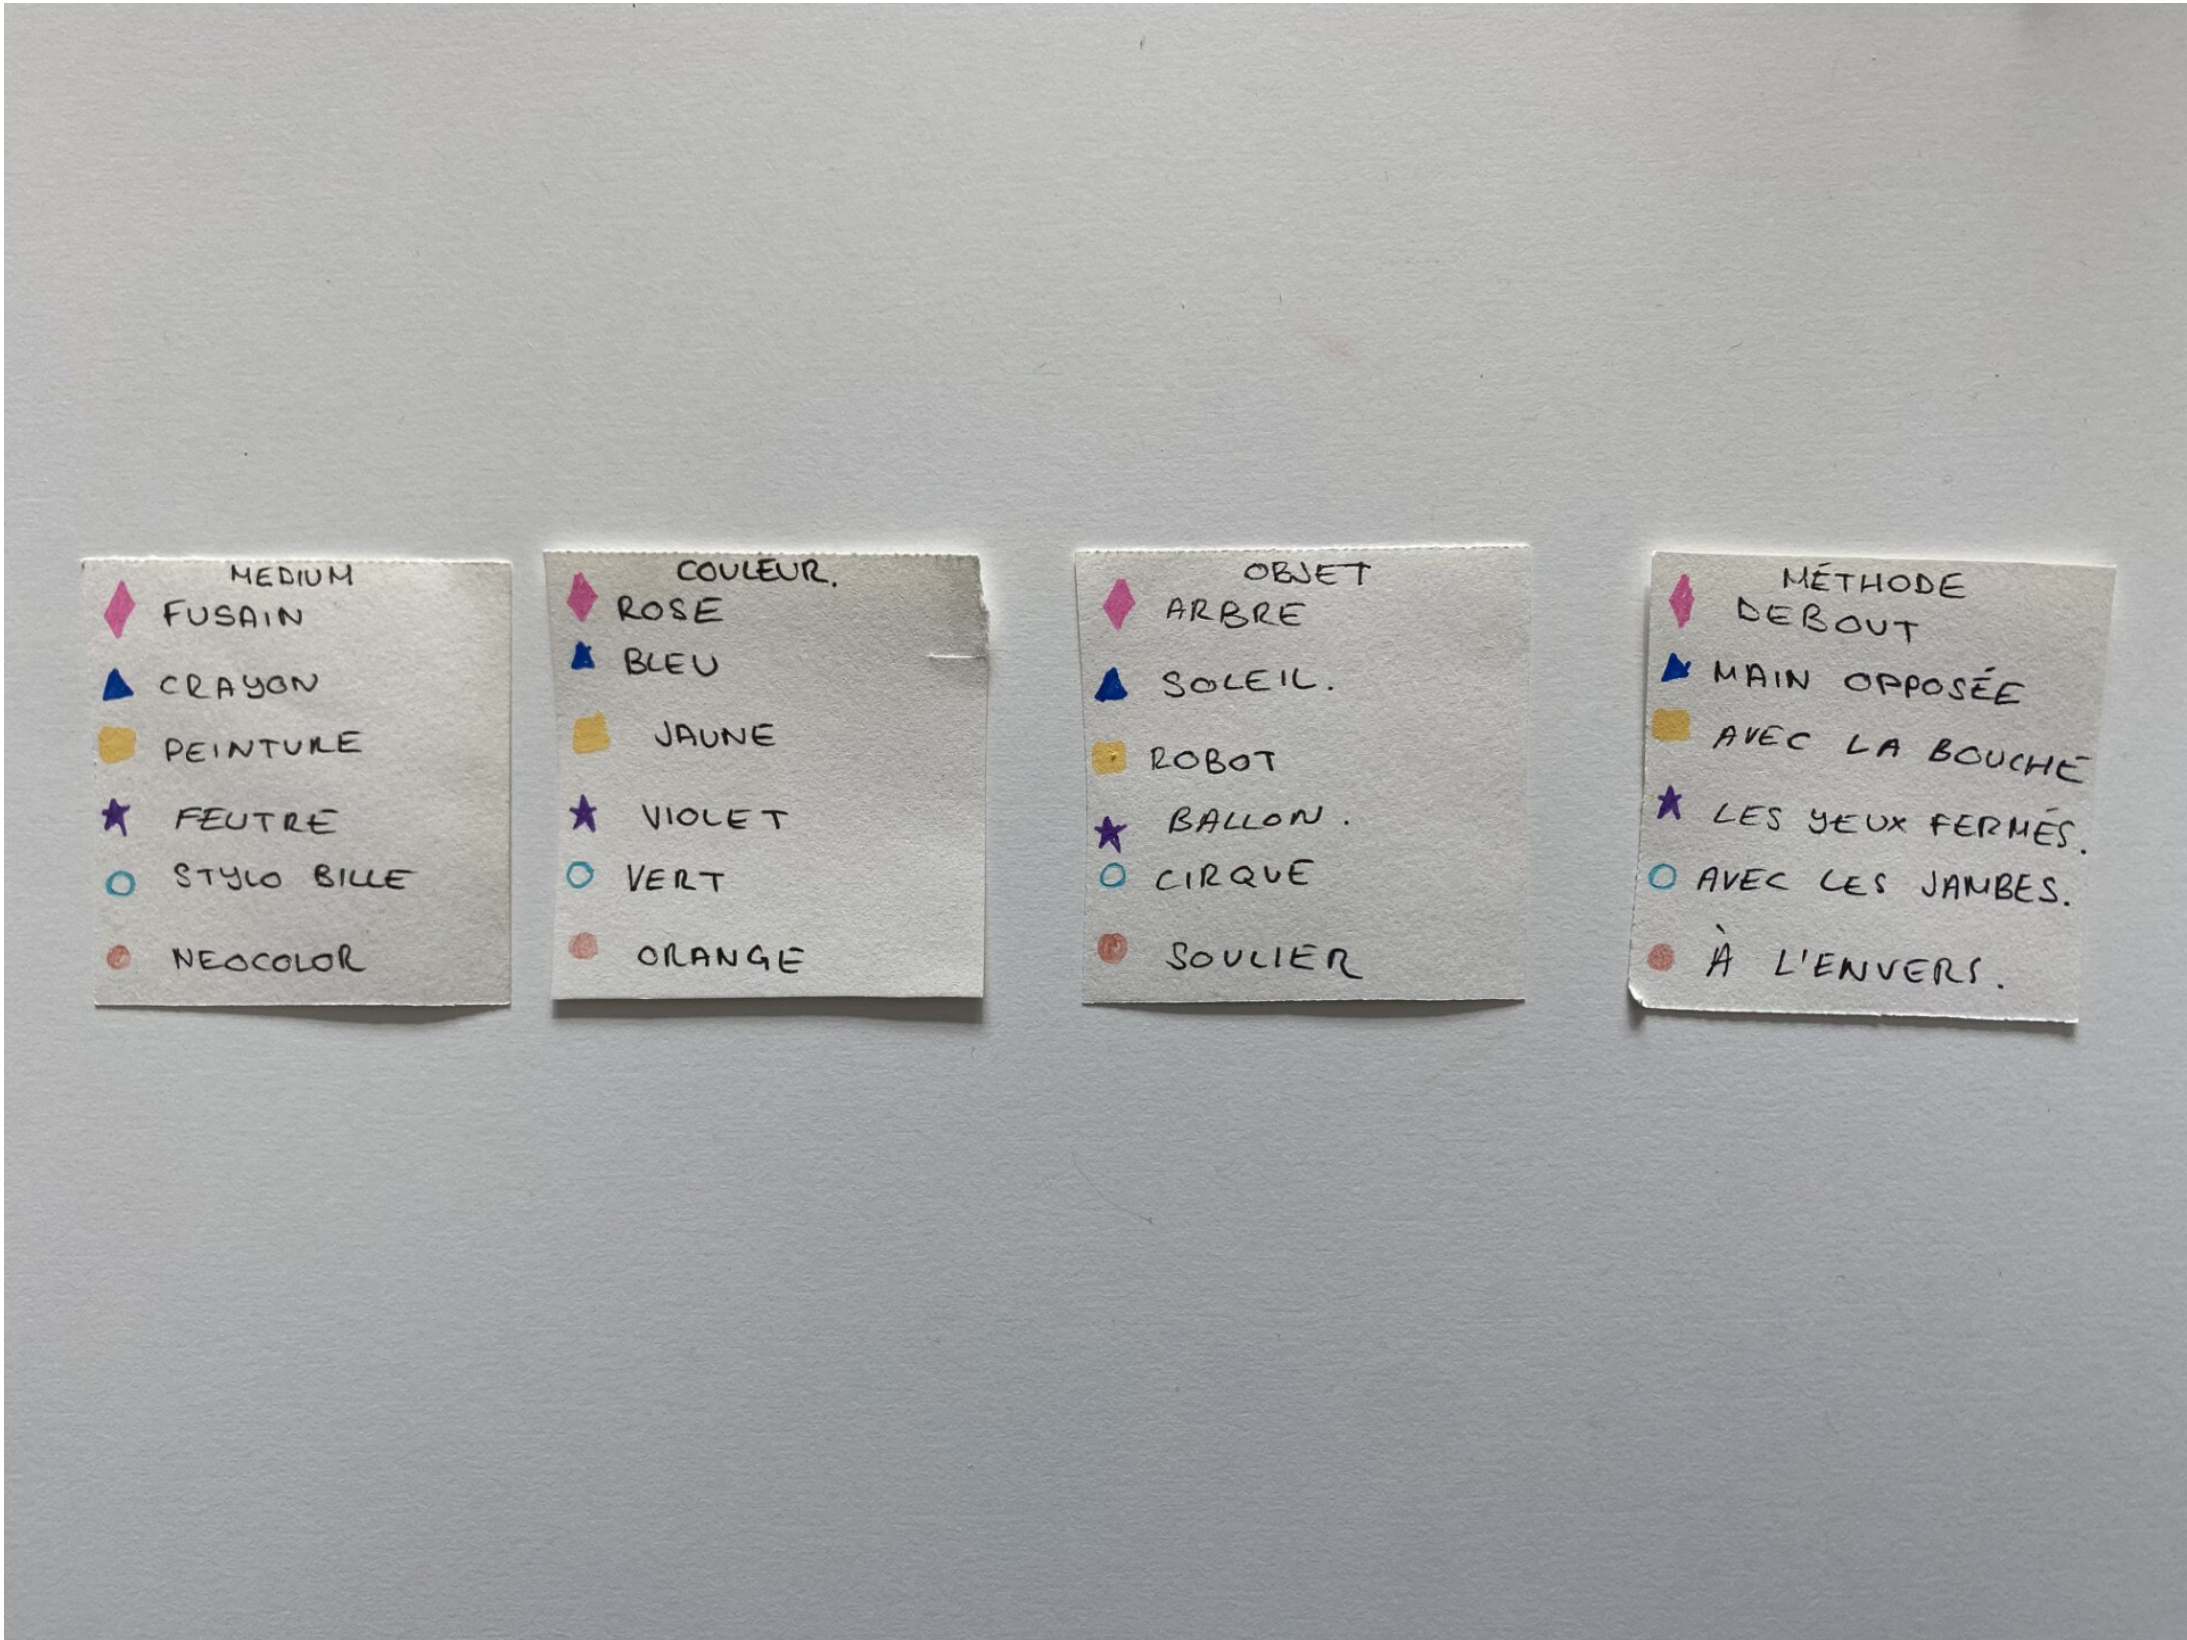 MEDIUM
FUSAIN
CRAYON
PEINTURE
FEUTRE
STYLO BILLE
NEOCOLOR
COULEUR.
ROSE
BLEU
JAUNE
VIOLET
VERT
ORANGE
OBJET
ARBRE
SOLEIL.
ROBOT
BALLON.
CIRQUE
SOULIER
MÉTHODE
DEBOUT
MAIN OPPOSÉE
AVEC LA BOUCHE
LES YEUX FERMÉS.
AVEC LES JAMBES.
À L'ENVERS.